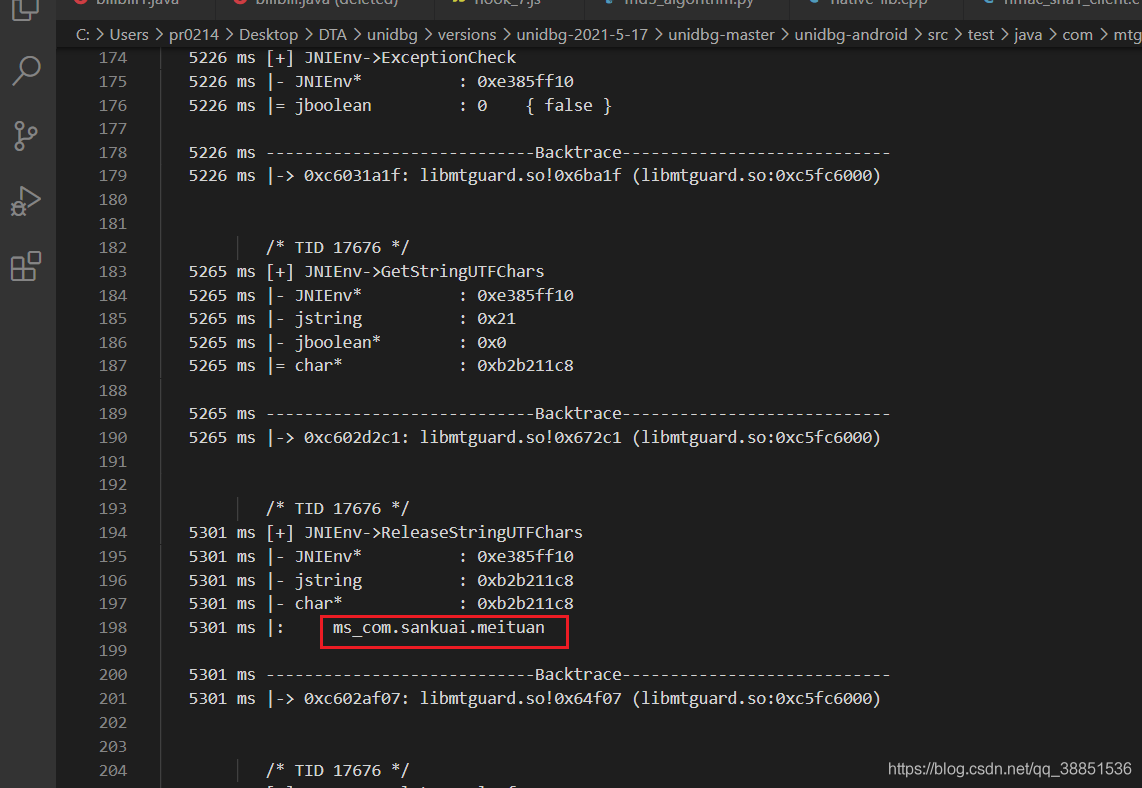 bilibili1.java bilibili.java (deleted) hook_7.js md5_algorithm.py native-lib.cpp hmac_sha1_client.c
C: > Users > pr0214 > Desktop > DTA > unidbg > versions > unidbg-2021-5-17 > unidbg-master > unidbg-android > src > test > java > com > mtg
174 5226 ms [+] JNIEnv->ExceptionCheck
175 5226 ms |- JNIEnv* : 0xe385ff10
176 5226 ms |= jboolean : 0 { false }
177
178 5226 ms ----------------------------Backtrace----------------------------
179 5226 ms |-> 0xc6031a1f: libmtguard.so!0x6ba1f (libmtguard.so:0xc5fc6000)
180
181
182 /* TID 17676 */
183 5265 ms [+] JNIEnv->GetStringUTFChars
184 5265 ms |- JNIEnv* : 0xe385ff10
185 5265 ms |- jstring : 0x21
186 5265 ms |- jboolean* : 0x0
187 5265 ms |= char* : 0xb2b211c8
188
189 5265 ms ----------------------------Backtrace----------------------------
190 5265 ms |-> 0xc602d2c1: libmtguard.so!0x672c1 (libmtguard.so:0xc5fc6000)
191
192
193 /* TID 17676 */
194 5301 ms [+] JNIEnv->ReleaseStringUTFChars
195 5301 ms |- JNIEnv* : 0xe385ff10
196 5301 ms |- jstring : 0xb2b211c8
197 5301 ms |- char* : 0xb2b211c8
198 5301 ms |: ms_com.sankuai.meituan
199
200 5301 ms ----------------------------Backtrace----------------------------
201 5301 ms |-> 0xc602af07: libmtguard.so!0x64f07 (libmtguard.so:0xc5fc6000)
202
203
204 /* TID 17676 */
https://blog.csdn.net/qq_38851536